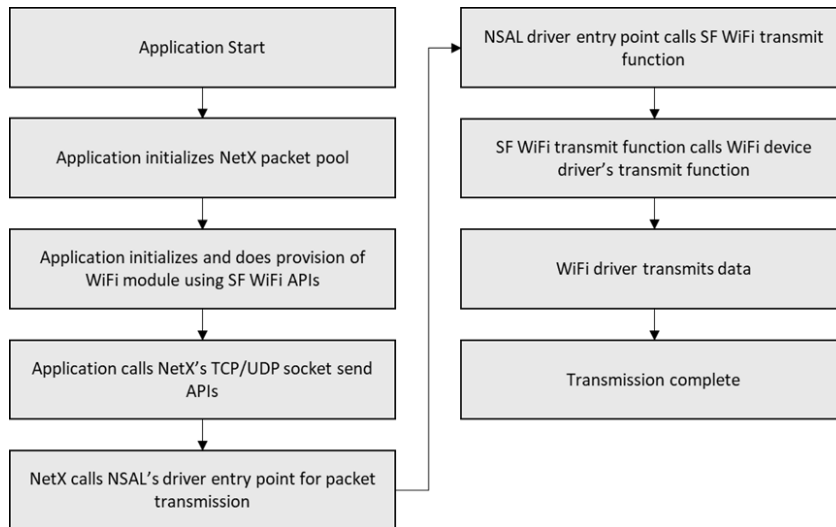 Application Start
Application initializes NetX packet pool
Application initializes and does provision of
WiFi module using SF WiFi APIs
Application calls NetX's TCP/UDP socket send
APIs
NetX calls NSAL's driver entry point for packet
transmission
NSAL driver entry point calls SF WiFi transmit
function
SF WiFi transmit function calls WiFi device
driver's transmit function
WiFi driver transmits data
Transmission complete